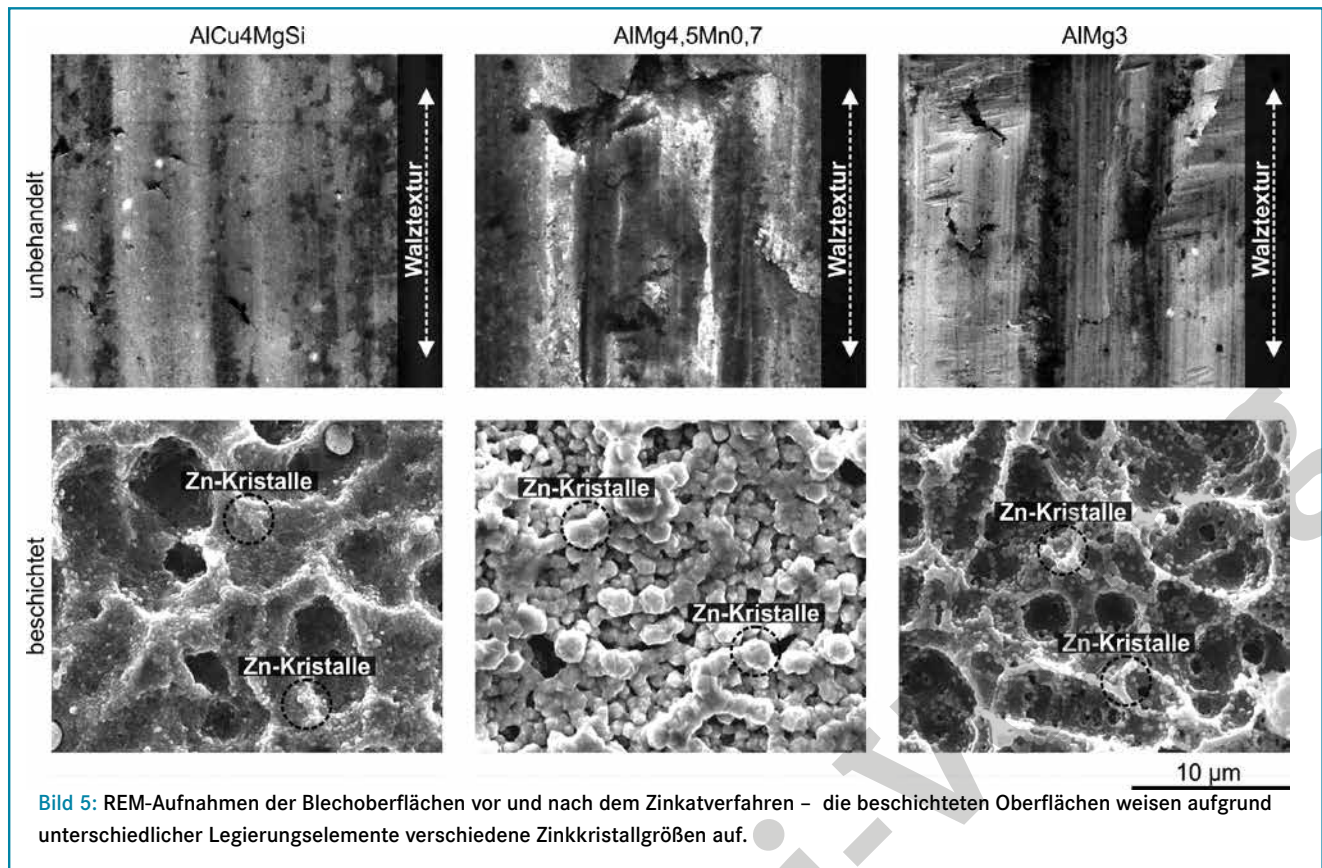 AlCu4MgSi
AlMg4,5Mn0,7
AlMg3
unbehandelt
Walztextur
Walztextur
Walztextur
beschichtet
Zn-Kristalle
Zn-Kristalle
Zn-Kristalle
Zn-Kristalle
Zn-Kristalle
Zn-Kristalle
10 µm
Bild 5: REM-Aufnahmen der Blechoberflächen vor und nach dem Zinkatverfahren – die beschichteten Oberflächen weisen aufgrund
unterschiedlicher Legierungselemente verschiedene Zinkkristallgrößen auf.